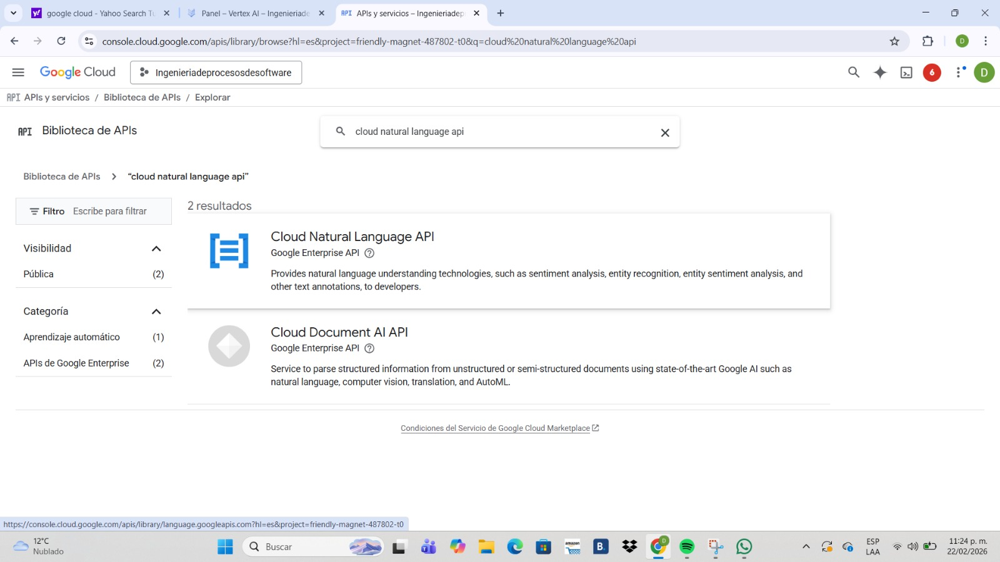 google cloud - Yahoo Search Tu
Panel – Vertex AI – Ingenieriade
API APIs y servicios – Ingenieriadep
console.cloud.google.com/apis/library/browse?hl=es&project=friendly-magnet-487802-t0&q=cloud%20natural%20language%20api
D
Google Cloud
Ingenieriadeprocesosdesoftware
6
D
API APIs y servicios / Biblioteca de APIs / Explorar
API Biblioteca de APIs
cloud natural language api
Biblioteca de APIs
“cloud natural language api”
Filtro Escribe para filtrar
Visibilidad
Pública (2)
Categoría
Aprendizaje automático (1)
APIs de Google Enterprise (2)
2 resultados
Cloud Natural Language API
Google Enterprise API
Provides natural language understanding technologies, such as sentiment analysis, entity recognition, entity sentiment analysis, and
other text annotations, to developers.
Cloud Document AI API
Google Enterprise API
Service to parse structured information from unstructured or semi-structured documents using state-of-the-art Google AI such as
natural language, computer vision, translation, and AutoML.
Condiciones del Servicio de Google Cloud Marketplace
https://console.cloud.google.com/apis/library/language.googleapis.com?hl=es&project=friendly-magnet-487802-t0
12°C
Nublado
Buscar
amazon
B.
D
ESP
LAA
11:24 p. m.
22/02/2026